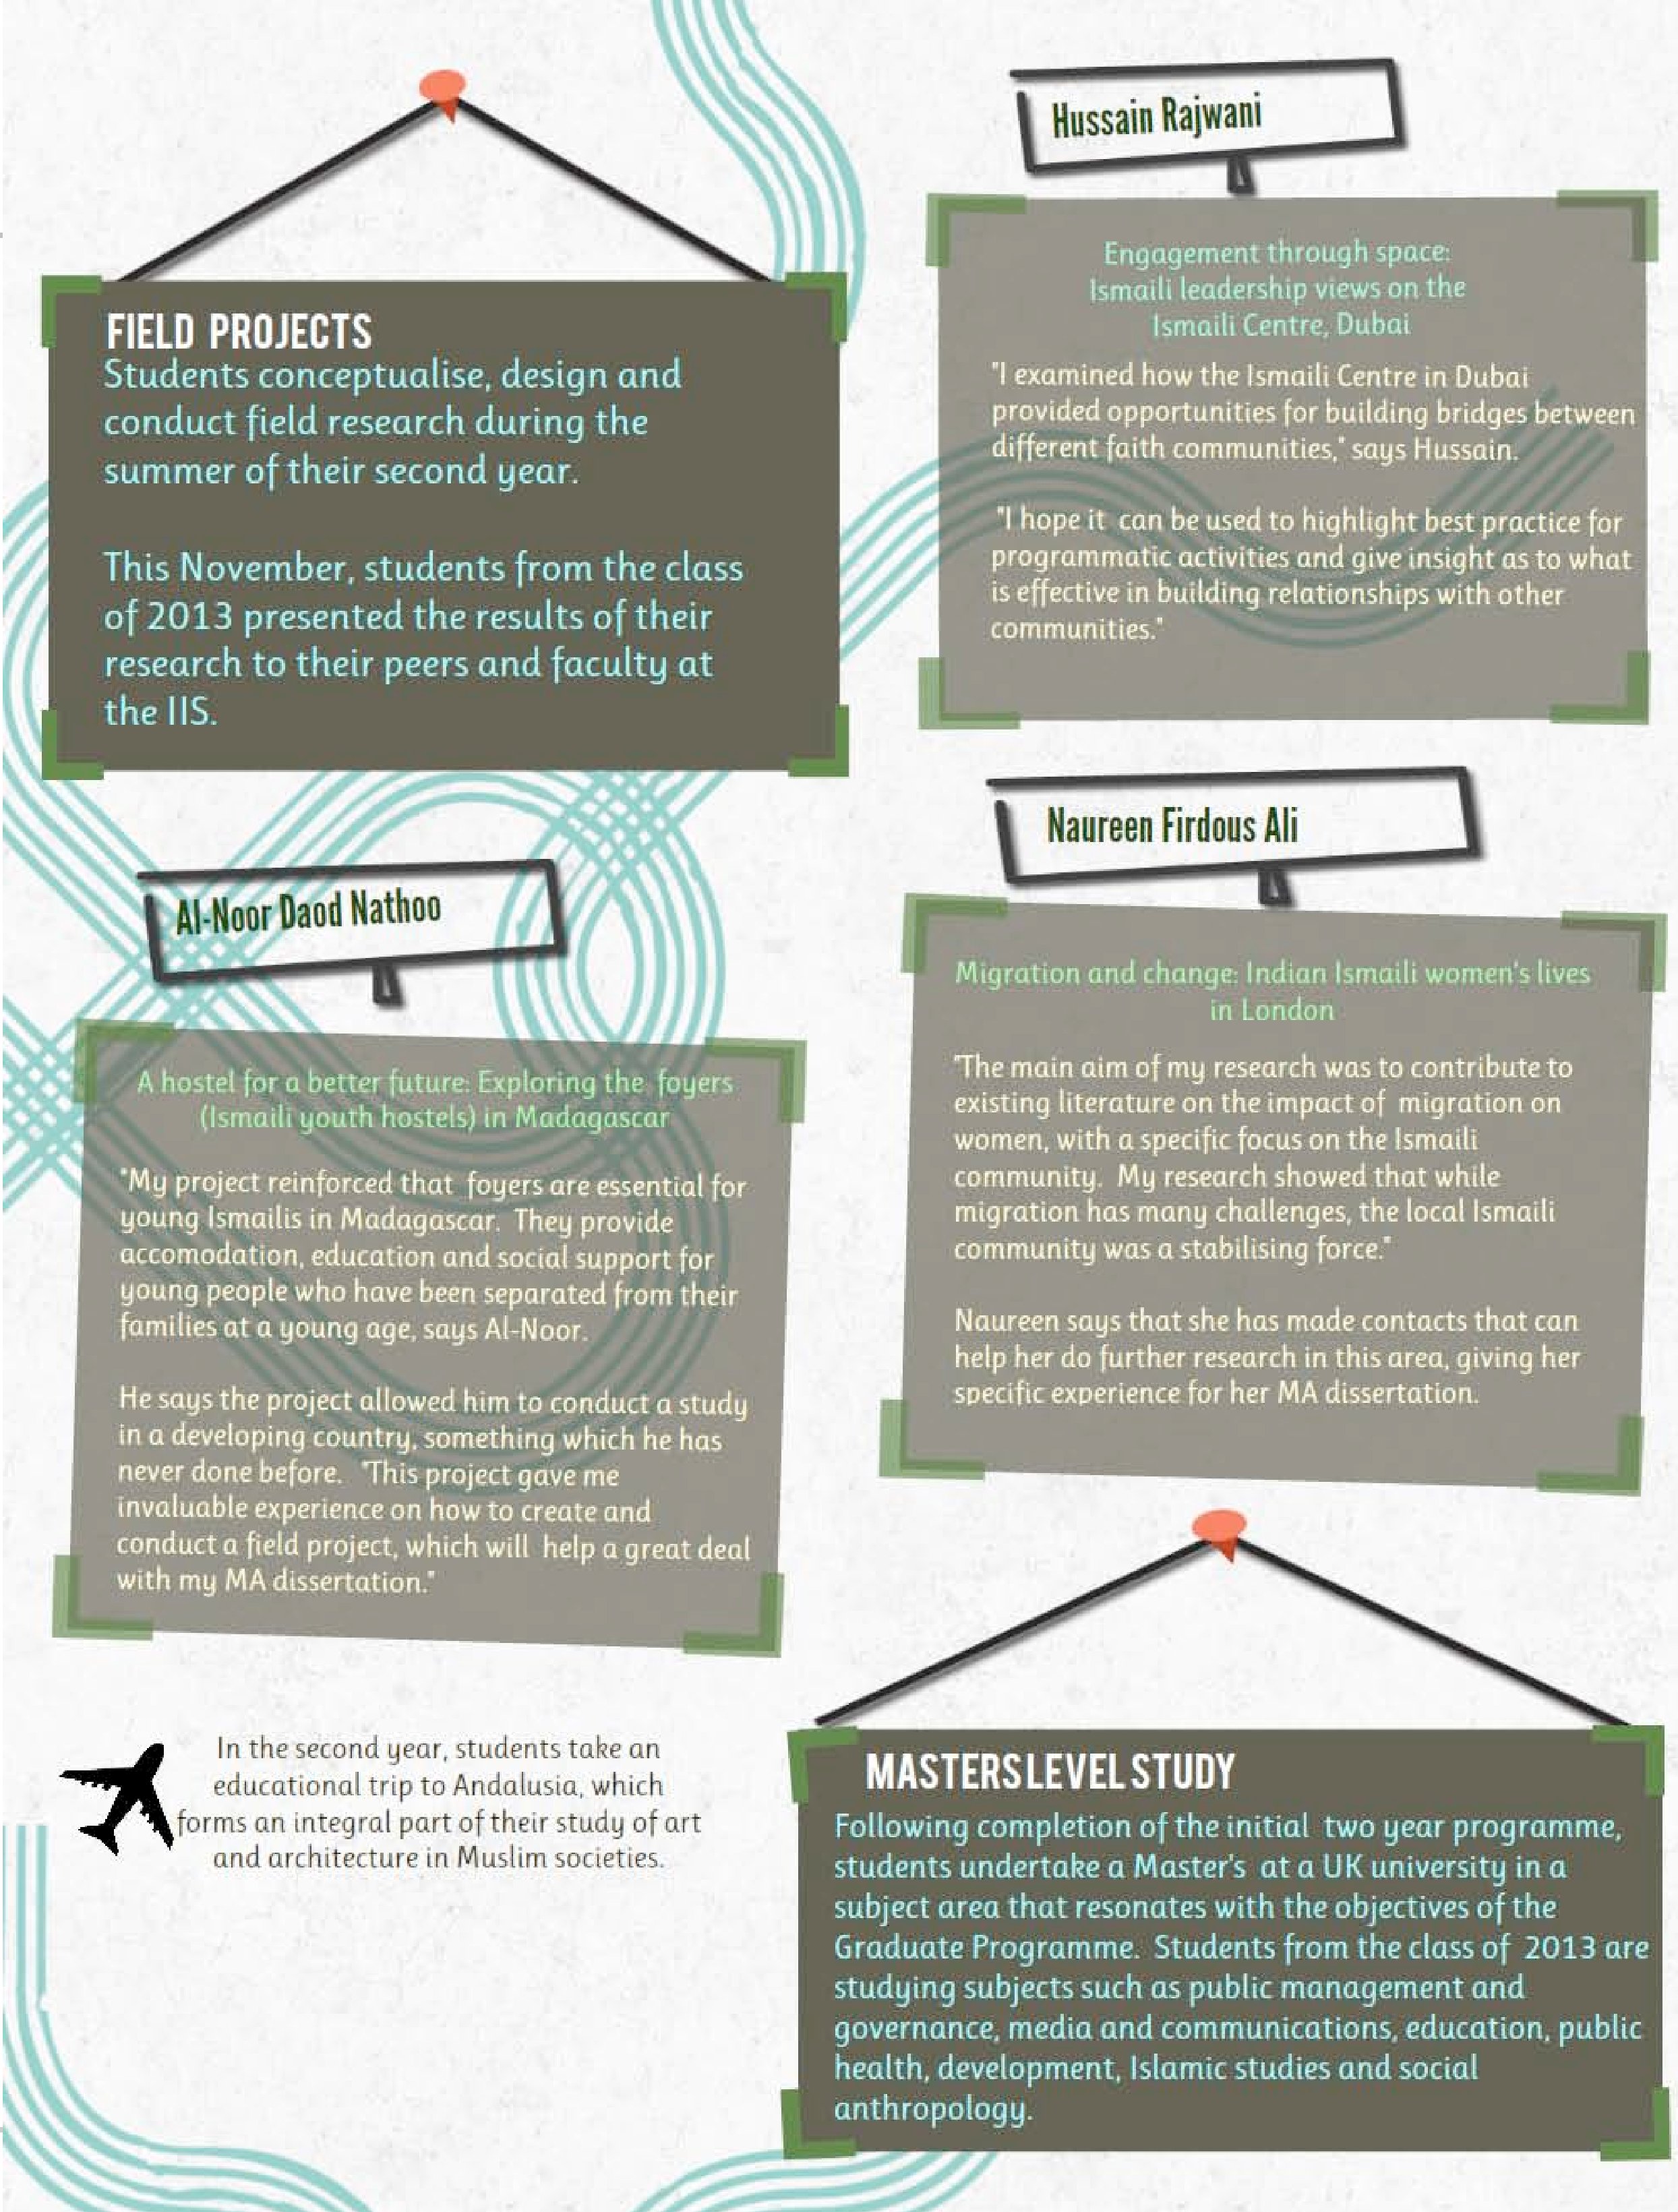 FIELD PROJECTS
Students conceptualise, design and
conduct field research during the
summer of their second year.
This November, students from the class
of 2013 presented the results of their
research to their peers and faculty at
the IIS.
Hussain Rajwani
Engagement through space:
Ismaili leadership views on the
Ismaili Centre, Dubai
"I examined how the Ismaili Centre in Dubai
provided opportunities for building bridges between
different faith communities," says Hussain.
"I hope it can be used to highlight best practice for
programmatic activities and give insight as to what
is effective in building relationships with other
communities."
Al-Noor Daod Nathoo
A hostel for a better future: Exploring the foyers
(Ismaili youth hostels) in Madagascar
"My project reinforced that foyers are essential for
young Ismailis in Madagascar. They provide
accomodation, education and social support for
young people who have been separated from their
families at a young age, says Al-Noor.
He says the project allowed him to conduct a study
in a developing country, something which he has
never done before. "This project gave me
invaluable experience on how to create and
conduct a field project, which will help a great deal
with my MA dissertation."
Naureen Firdous Ali
Migration and change: Indian Ismaili women's lives
in London
"The main aim of my research was to contribute to
existing literature on the impact of migration on
women, with a specific focus on the Ismaili
community. My research showed that while
migration has many challenges, the local Ismaili
community was a stabilising force."
Naureen says that she has made contacts that can
help her do further research in this area, giving her
specific experience for her MA dissertation.
In the second year, students take an
educational trip to Andalusia, which
forms an integral part of their study of art
and architecture in Muslim societies.
MASTERS LEVEL STUDY
Following completion of the initial two year programme,
students undertake a Master's at a UK university in a
subject area that resonates with the objectives of the
Graduate Programme. Students from the class of 2013 are
studying subjects such as public management and
governance, media and communications, education, public
health, development, Islamic studies and social
anthropology.